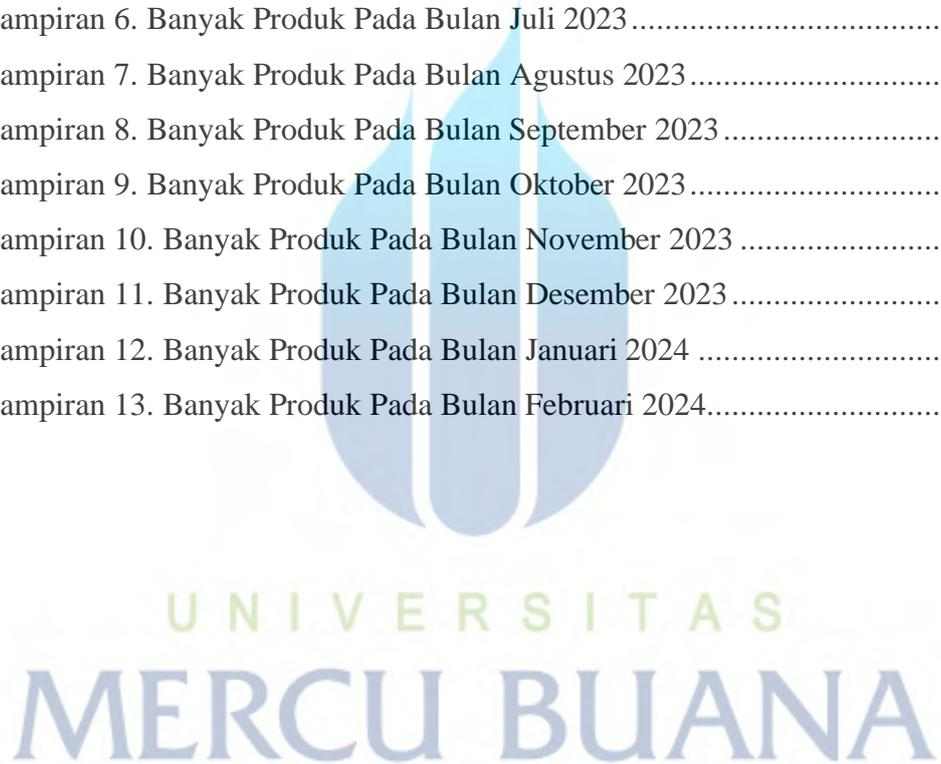 ampiran 6. Banyak Produk Pada Bulan Juli 2023...............................
ampiran 7. Banyak Produk Pada Bulan Agustus 2023.........................
ampiran 8. Banyak Produk Pada Bulan September 2023......................
ampiran 9. Banyak Produk Pada Bulan Oktober 2023.........................
ampiran 10. Banyak Produk Pada Bulan November 2023....................
ampiran 11. Banyak Produk Pada Bulan Desember 2023.....................
ampiran 12. Banyak Produk Pada Bulan Januari 2024........................
ampiran 13. Banyak Produk Pada Bulan Februari 2024.......................
UNIVERSITAS
MERCU BUANA